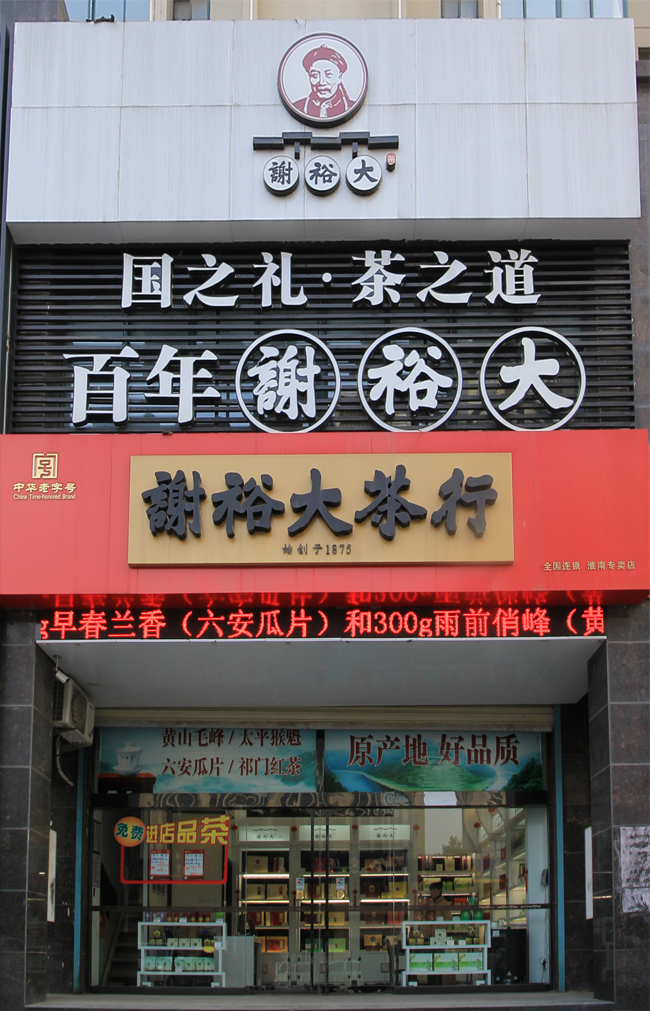 謝裕大
国之礼·茶之道
百年謝裕大
中华老字号
China Time-honored Brand
謝裕大茶行
始创于1875
全国连锁 淮南专卖店
g早春兰香（六安瓜片）和300g雨前俏峰（黄
黄山毛峰/太平猴魁
六安瓜片/祁门红茶
原产地 好品质
免费进店品茶